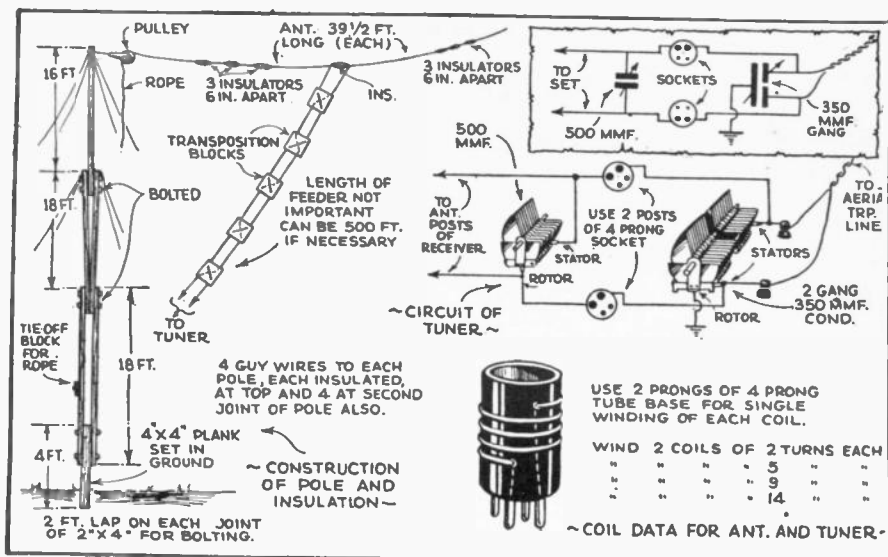 PULLEY
ANT. 39 1/2 FT.
LONG (EACH)
16 FT
ROPE
3 INSULATORS
6 IN. APART
INS.
3 INSULATORS
6 IN. APART
TRANSPOSITION
BLOCKS
BOLTED
18 FT.
LENGTH OF
FEEDER NOT
IMPORTANT
CAN BE 500 FT.
IF NECESSARY
TO
TUNER
TIE-OFF
BLOCK
FOR
ROPE
18 FT.
4 GUY WIRES TO EACH
POLE, EACH INSULATED,
AT TOP AND 4 AT SECOND
JOINT OF POLE ALSO.
4"X4" PLANK
SET IN
GROUND
4 FT.
~ CONSTRUCTION
OF POLE AND
INSULATION ~
2 FT. LAP ON EACH JOINT
OF 2"X4" FOR BOLTING.
TO
SET
SOCKETS
500 MMF.
350
MMF.
GANG
500
MMF.
TO
ANT.
POSTS
OF
RECEIVER
USE 2 POSTS
OF 4 PRONG
SOCKET
STATOR
ROTOR
TO
AERIAL
TRP.
LINE
STATORS
ROTOR
2 GANG
350 MMF.
COND.
~CIRCUIT OF
TUNER~
USE 2 PRONGS OF 4 PRONG
TUBE BASE FOR SINGLE
WINDING OF EACH COIL.
WIND 2 COILS OF 2 TURNS EACH
" " " " 5 " "
" " " " 9 " "
" " " " 14 " "
~COIL DATA FOR ANT. AND TUNER~